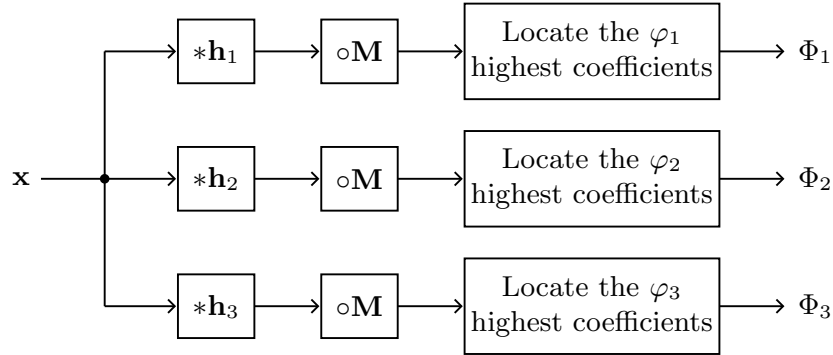 ∗h₁
∘M
Locate the φ₁
highest coefficients
Φ₁
x
∗h₂
∘M
Locate the φ₂
highest coefficients
Φ₂
∗h₃
∘M
Locate the φ₃
highest coefficients
Φ₃